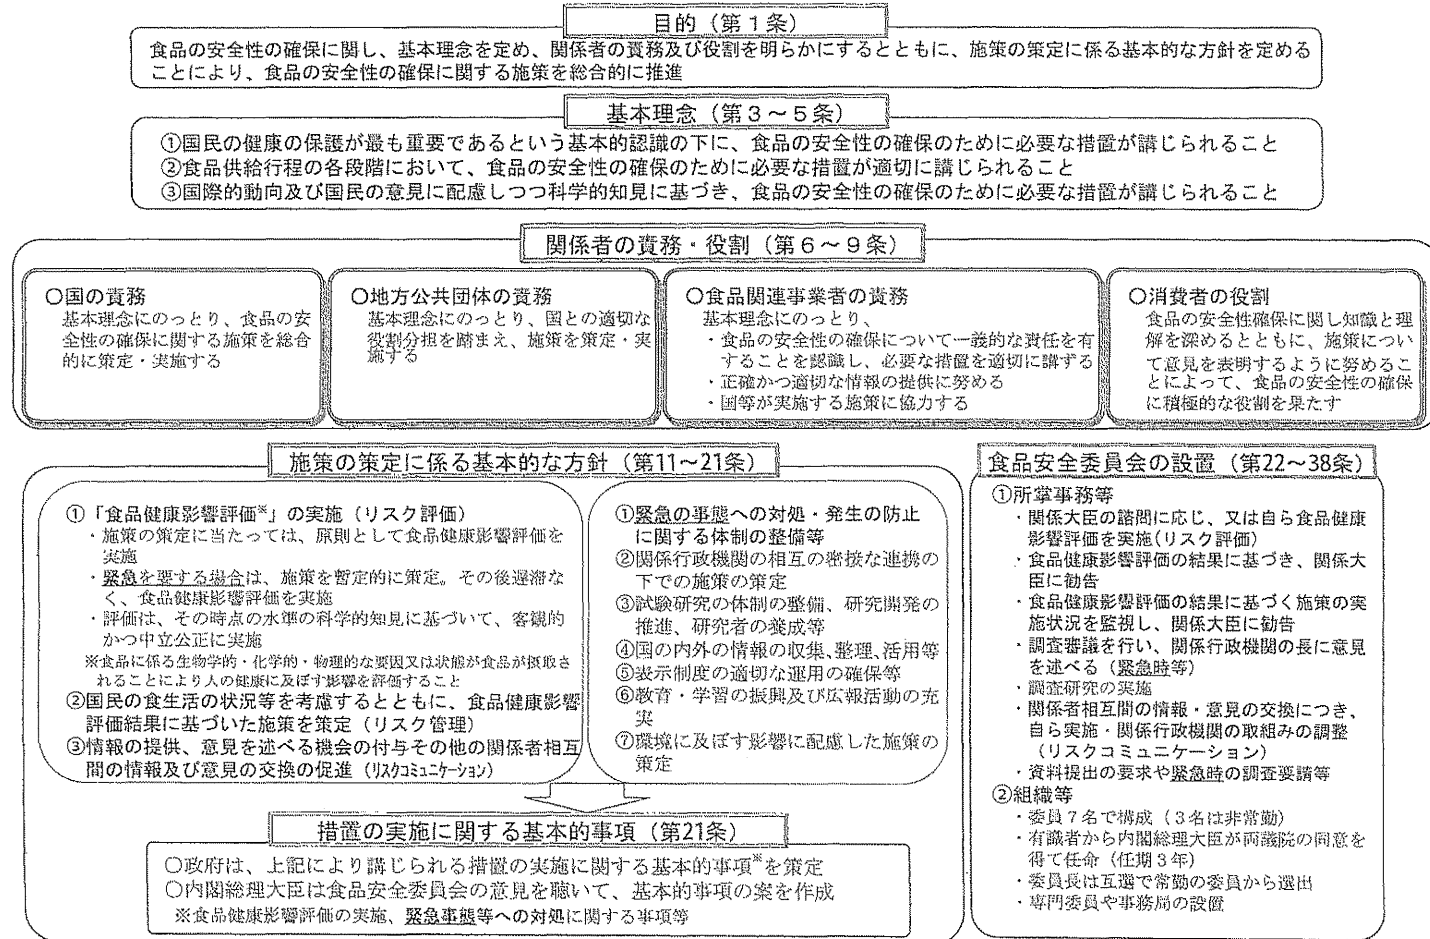 目的（第１条）
食品の安全性の確保に関し、基本理念を定め、関係者の責務及び役割を明らかにするとともに、施策の策定に係る基本的な方針を定める
ことにより、食品の安全性の確保に関する施策を総合的に推進
基本理念（第３～５条）
①国民の健康の保護が最も重要であるという基本的認識の下に、食品の安全性の確保のために必要な措置が講じられること
②食品供給行程の各段階において、食品の安全性の確保のために必要な措置が適切に講じられること
③国際的動向及び国民の意見に配慮しつつ科学的知見に基づき、食品の安全性の確保のために必要な措置が講じられること
関係者の責務・役割（第６～９条）
○国の責務
基本理念にのっとり、食品の安
全性の確保に関する施策を総合
的に策定・実施する
○地方公共団体の責務
基本理念にのっとり、国との適切な
役割分担を踏まえ、施策を策定・実
施する
○食品関連事業者の責務
基本理念にのっとり、
・食品の安全性の確保について一義的な責任を有
することを認識し、必要な措置を適切に講ずる
・正確かつ適切な情報の提供に努める
・国等が実施する施策に協力する
○消費者の役割
食品の安全性確保に関し知識と理
解を深めるとともに、施策につい
て意見を表明するように努めるこ
とによって、食品の安全性の確保
に積極的な役割を果たす
施策の策定に係る基本的な方針（第11～21条）
①「食品健康影響評価※」の実施（リスク評価）
・施策の策定に当たっては、原則として食品健康影響評価を
実施
・緊急を要する場合は、施策を暫定的に策定。その後遅滞な
く、食品健康影響評価を実施
・評価は、その時点の水準の科学的知見に基づいて、客観的
かつ中立公正に実施
※食品に係る生物学的・化学的・物理的な要因又は状態が食品が摂取さ
れることにより人の健康に及ぼす影響を評価すること
②国民の食生活の状況等を考慮するとともに、食品健康影響
評価結果に基づいた施策を策定（リスク管理）
③情報の提供、意見を述べる機会の付与その他の関係者相互
間の情報及び意見の交換の促進（リスクコミュニケーション）
①緊急の事態への対処・発生の防止
に関する体制の整備等
②関係行政機関の相互の密接な連携の
下での施策の策定
③試験研究の体制の整備、研究開発の
推進、研究者の養成等
④国の内外の情報の収集、整理、活用等
⑤表示制度の適切な運用の確保等
⑥教育・学習の振興及び広報活動の充
実
⑦環境に及ぼす影響に配慮した施策の
策定
措置の実施に関する基本的事項（第21条）
○政府は、上記により講じられる措置の実施に関する基本的事項※を策定
○内閣総理大臣は食品安全委員会の意見を聴いて、基本的事項の案を作成
※食品健康影響評価の実施、緊急事態等への対処に関する事項等
食品安全委員会の設置（第22～38条）
①所掌事務等
・関係大臣の諮問に応じ、又は自ら食品健康
影響評価を実施（リスク評価）
・食品健康影響評価の結果に基づき、関係大
臣に勧告
・食品健康影響評価の結果に基づく施策の実
施状況を監視し、関係大臣に勧告
・調査審議を行い、関係行政機関の長に意見
を述べる（緊急時等）
・調査研究の実施
・関係者相互間の情報・意見の交換につき、
自ら実施・関係行政機関の取組みの調整
（リスクコミュニケーション）
・資料提出の要求や緊急時の調査要請等
②組織等
・委員７名で構成（３名は非常勤）
・有識者から内閣総理大臣が両議院の同意を
得て任命（任期３年）
・委員長は互選で常勤の委員から選出
・専門委員や事務局の設置